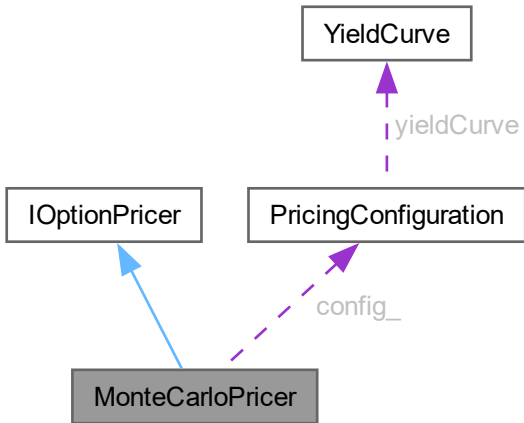 YieldCurve
yieldCurve
IOptionPricer
PricingConfiguration
config_
MonteCarloPricer